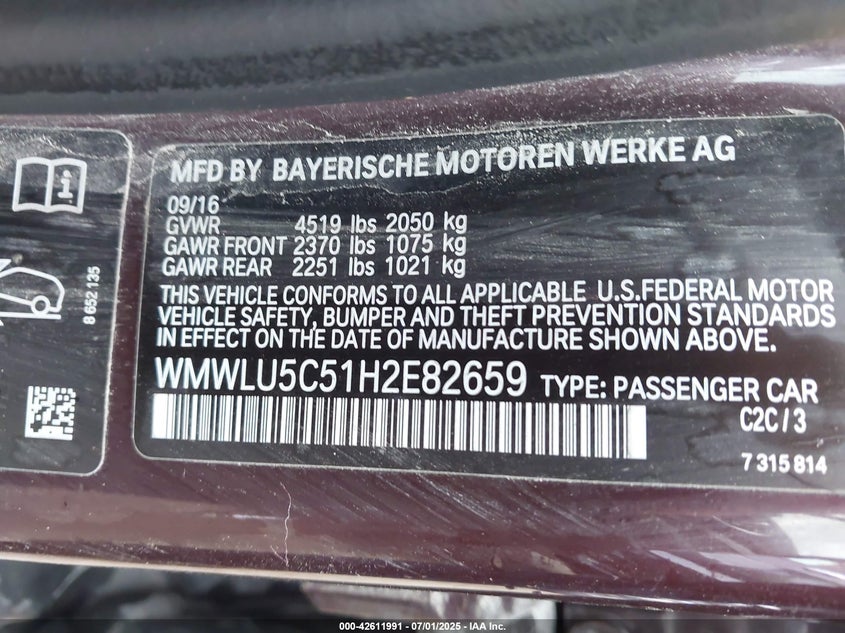 MFD BY BAYERISCHE MOTOREN WERKE AG
09/16
GVWR 4519 lbs 2050 kg
GAWR FRONT 2370 lbs 1075 kg
GAWR REAR 2251 lbs 1021 kg
THIS VEHICLE CONFORMS TO ALL APPLICABLE U.S.FEDERAL MOTOR
VEHICLE SAFETY, BUMPER AND THEFT PREVENTION STANDARDS
IN EFFECT ON THE DATE OF MANUFACTURE SHOWN ABOVE.
WMWLU5C51H2E82659 TYPE: PASSENGER CAR
C2C/3
7 315 814
8 652 135
000-42611991 - 07/01/2025 - IAA Inc.